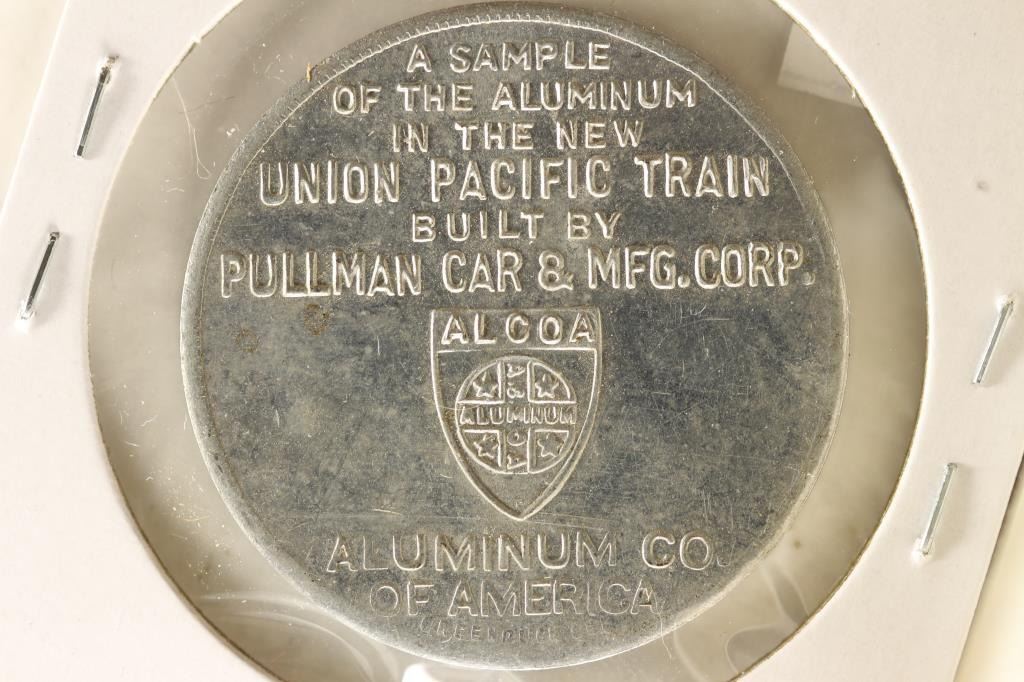 A SAMPLE
OF THE ALUMINUM
IN THE NEW
UNION PACIFIC TRAIN
BUILT BY
PULLMAN CAR & MFG. CORP.
ALCOA
ALUMINUM
ALUMINUM CO.
OF AMERICA